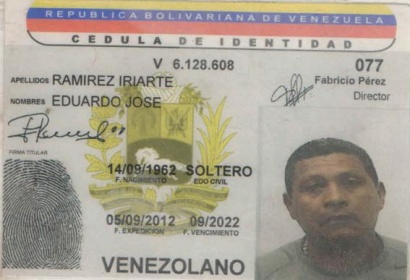 REPUBLICA BOLIVARIANA DE VENEZUELA
CEDULA DE IDENTIDAD
V 6.128.608 077
APELLIDOS RAMIREZ IRIARTE Fabricio Pérez
Director
NOMBRES EDUARDO JOSE
FIRMA TITULAR
14/09/1962 SOLTERO
F. NACIMIENTO EDO CIVIL
05/09/2012 09/2022
F. EXPEDICION F. VENCIMIENTO
VENEZOLANO